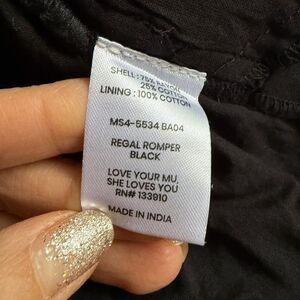 SHELL: 75% RAYON
25% COTTON
LINING : 100% COTTON
MS4-5534 BA04
REGAL ROMPER
BLACK
LOVE YOUR MU,
SHE LOVES YOU
RN# 133910
MADE IN INDIA